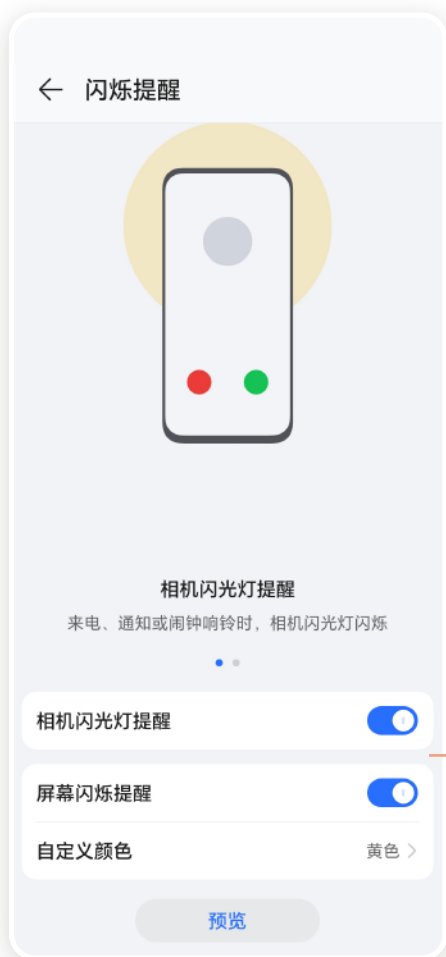 闪烁提醒
相机闪光灯提醒
来电、通知或闹钟响铃时，相机闪光灯闪烁
相机闪光灯提醒
屏幕闪烁提醒
自定义颜色 黄色
预览